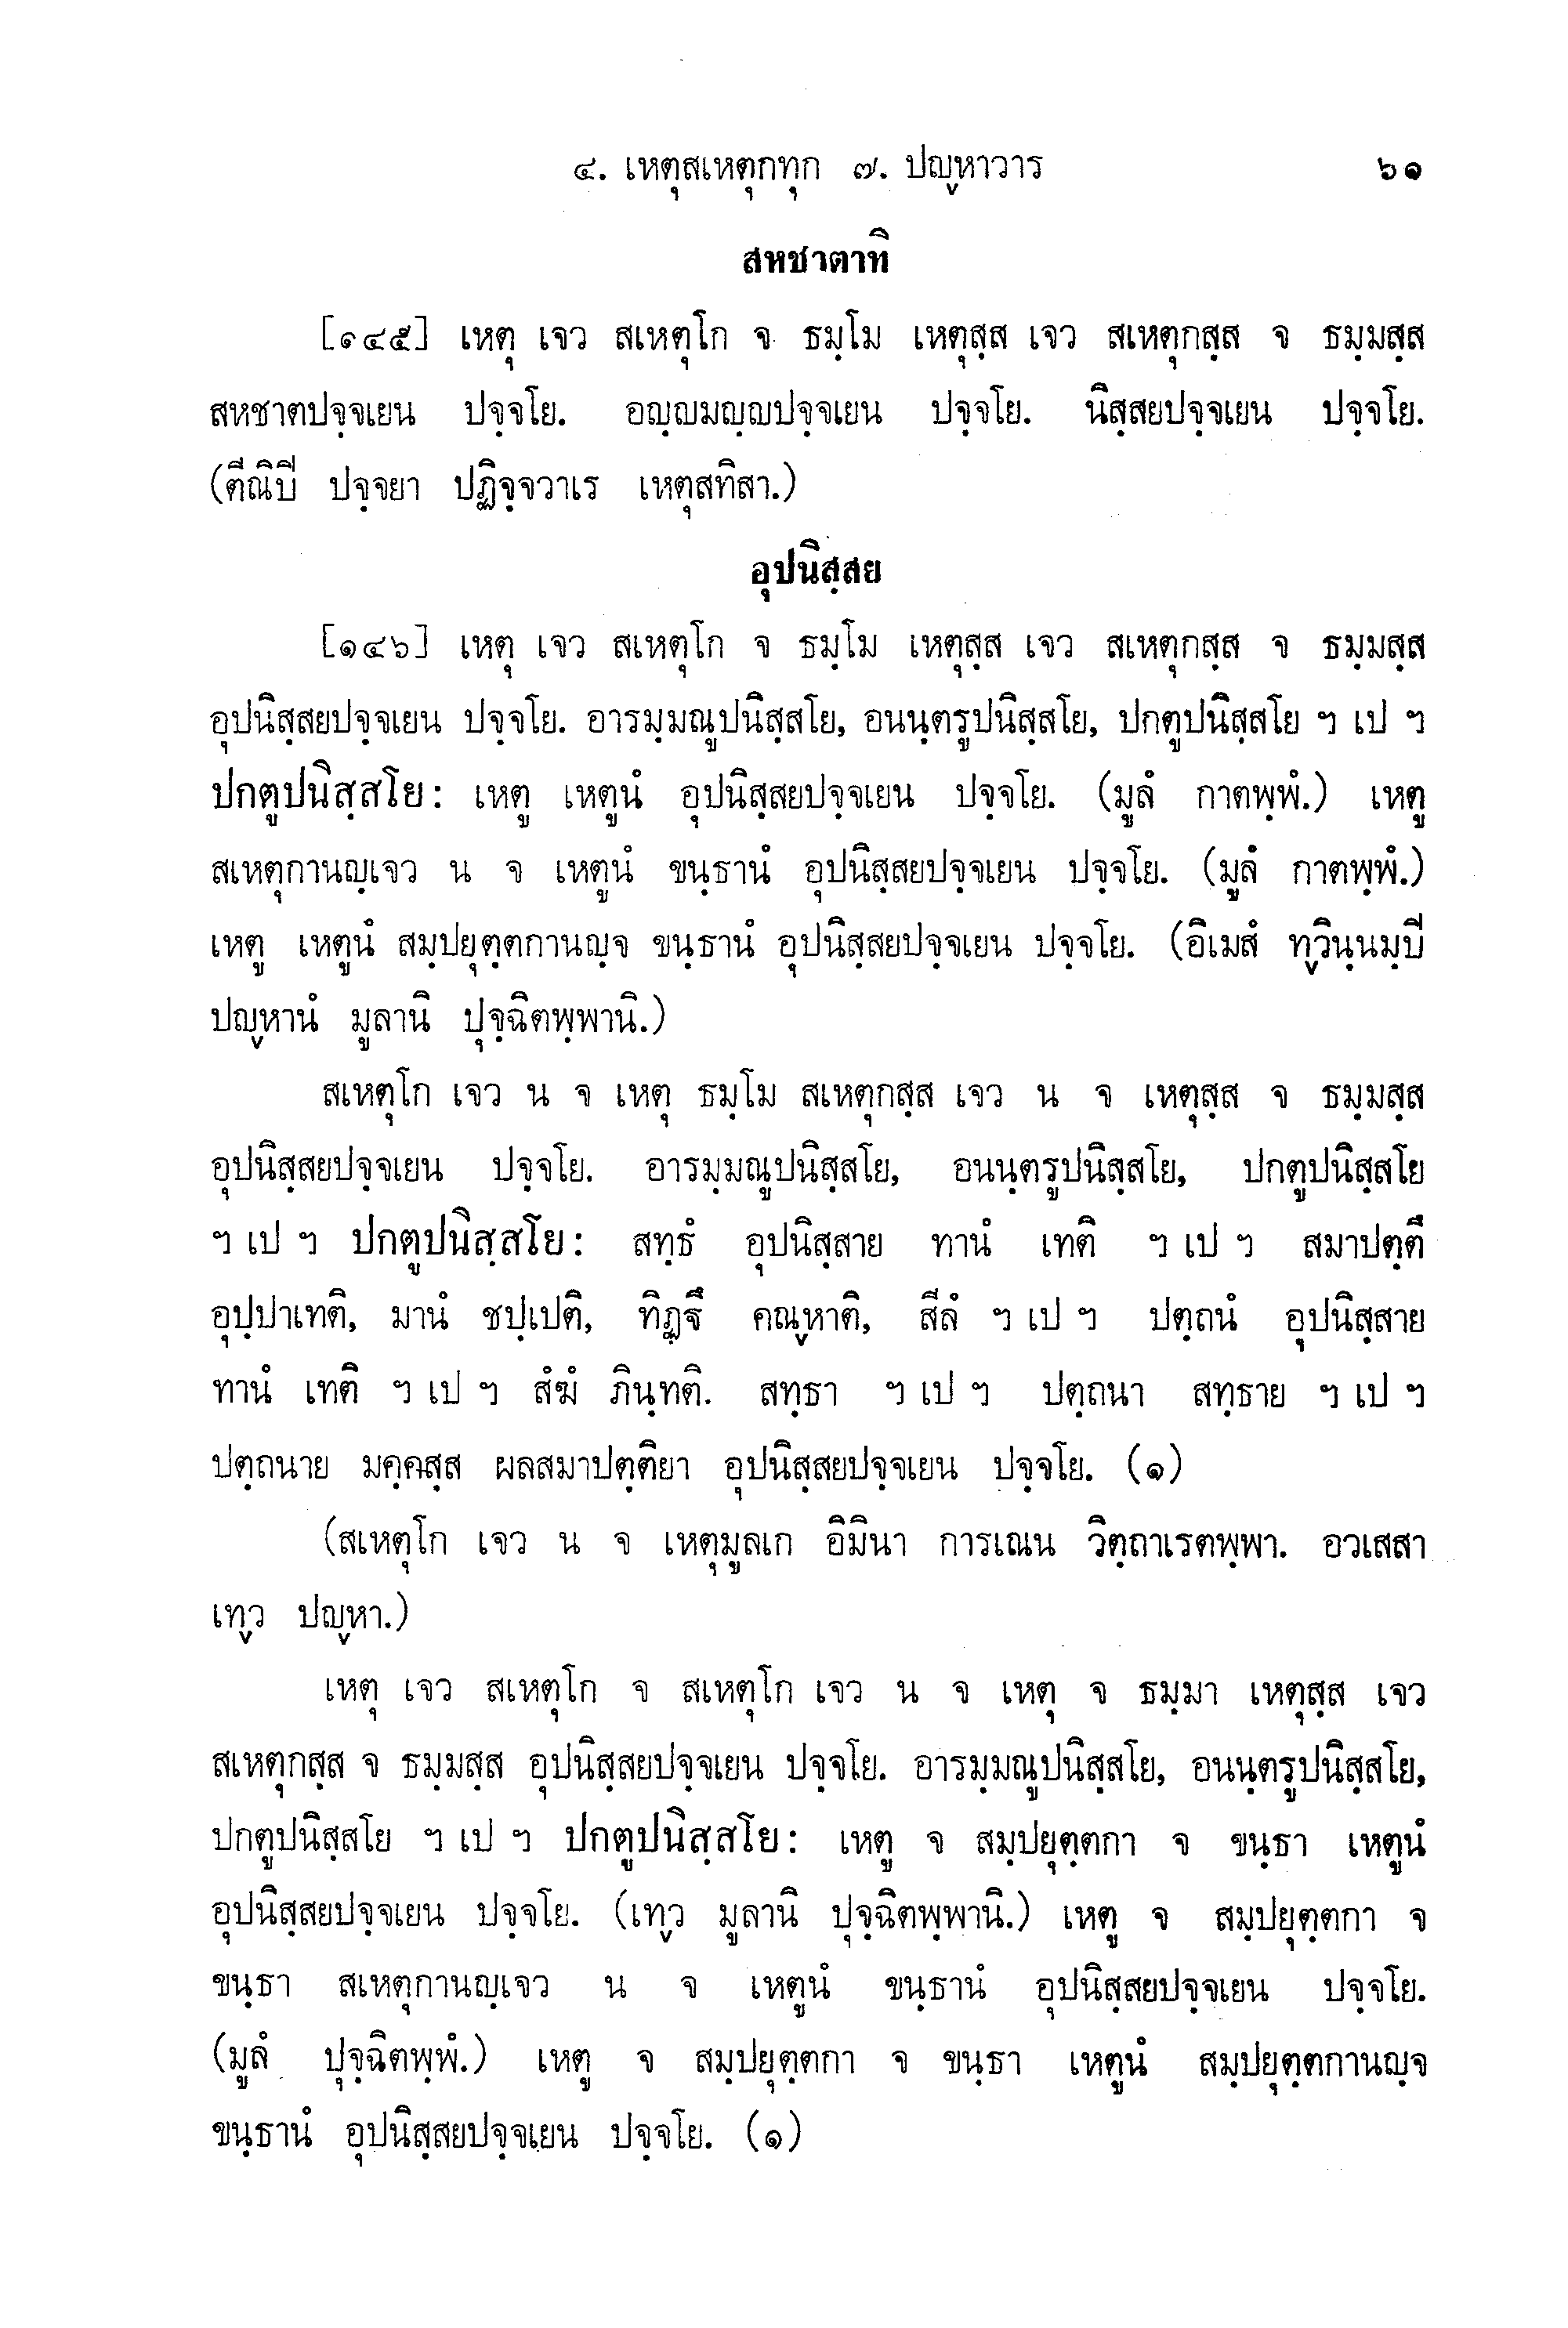 ๔. เหตุสเหตุกทุก ๗. ปญฺหาวาร ๖๑
สหชาตาทิ
[๑๔๕] เหตุ เจว สเหตุโก จ ธมฺโม เหตุสฺส เจว สเหตุกสฺส จ ธมฺมสฺส
สหชาตปจฺจเยน ปจฺจโย. อญฺญมญฺญปจฺจเยน ปจฺจโย. นิสฺสยปจฺจเยน ปจฺจโย.
(ตีณิปิ ปจฺจยา ปฏิจฺจวาเร เหตุสทิสา.)
อุปนิสฺสย
[๑๔๖] เหตุ เจว สเหตุโก จ ธมฺโม เหตุสฺส เจว สเหตุกสฺส จ ธมฺมสฺส
อุปนิสฺสยปจฺจเยน ปจฺจโย. อารมฺมณูปนิสฺสโย, อนนฺตรูปนิสฺสโย, ปกตูปนิสฺสโย ฯ เป ฯ
ปกตูปนิสฺสโย: เหตู เหตูนํ อุปนิสฺสยปจฺจเยน ปจฺจโย. (มูลํ กาตพฺพํ.) เหตู
สเหตุกานญฺเจว น จ เหตูนํ ขนฺธานํ อุปนิสฺสยปจฺจเยน ปจฺจโย. (มูลํ กาตพฺพํ.)
เหตู เหตูนํ สมฺปยุตฺตกานญฺจ ขนฺธานํ อุปนิสฺสยปจฺจเยน ปจฺจโย. (อิเมสํ ทฺวินฺนมฺปิ
ปญฺหานํ มูลานิ ปุจฺฉิตพฺพานิ.)
สเหตุโก เจว น จ เหตุ ธมฺโม สเหตุกสฺส เจว น จ เหตุสฺส จ ธมฺมสฺส
อุปนิสฺสยปจฺจเยน ปจฺจโย. อารมฺมณูปนิสฺสโย, อนนฺตรูปนิสฺสโย, ปกตูปนิสฺสโย
ฯ เป ฯ ปกตูปนิสฺสโย: สทฺธํ อุปนิสฺสาย ทานํ เทติ ฯ เป ฯ สมาปตฺตึ
อุปฺปาเทติ, มานํ ชปฺเปติ, ทิฏฺฐึ คณฺหาติ, สีลํ ฯ เป ฯ ปตฺถนํ อุปนิสฺสาย
ทานํ เทติ ฯ เป ฯ สํฆํ ภินฺทติ. สทฺธา ฯ เป ฯ ปตฺถนา สทฺธาย ฯ เป ฯ
ปตฺถนาย มคฺคสฺส ผลสมาปตฺติยา อุปนิสฺสยปจฺจเยน ปจฺจโย. (๑)
(สเหตุโก เจว น จ เหตุมูลเก อิมินา การเณน วิตฺถาเรตพฺพา. อวเสสา
เทฺว ปญฺหา.)
เหตุ เจว สเหตุโก จ สเหตุโก เจว น จ เหตุ จ ธมฺมา เหตุสฺส เจว
สเหตุกสฺส จ ธมฺมสฺส อุปนิสฺสยปจฺจเยน ปจฺจโย. อารมฺมณูปนิสฺสโย, อนนฺตรูปนิสฺสโย,
ปกตูปนิสฺสโย ฯ เป ฯ ปกตูปนิสฺสโย: เหตู จ สมฺปยุตฺตกา จ ขนฺธา เหตูนํ
อุปนิสฺสยปจฺจเยน ปจฺจโย. (เทฺว มูลานิ ปุจฺฉิตพฺพานิ.) เหตู จ สมฺปยุตฺตกา จ
ขนฺธา สเหตุกานญฺเจว น จ เหตูนํ ขนฺธานํ อุปนิสฺสยปจฺจเยน ปจฺจโย.
(มูลํ ปุจฺฉิตพฺพํ.) เหตู จ สมฺปยุตฺตกา จ ขนฺธา เหตูนํ สมฺปยุตฺตกานญฺจ
ขนฺธานํ อุปนิสฺสยปจฺจเยน ปจฺจโย. (๑)